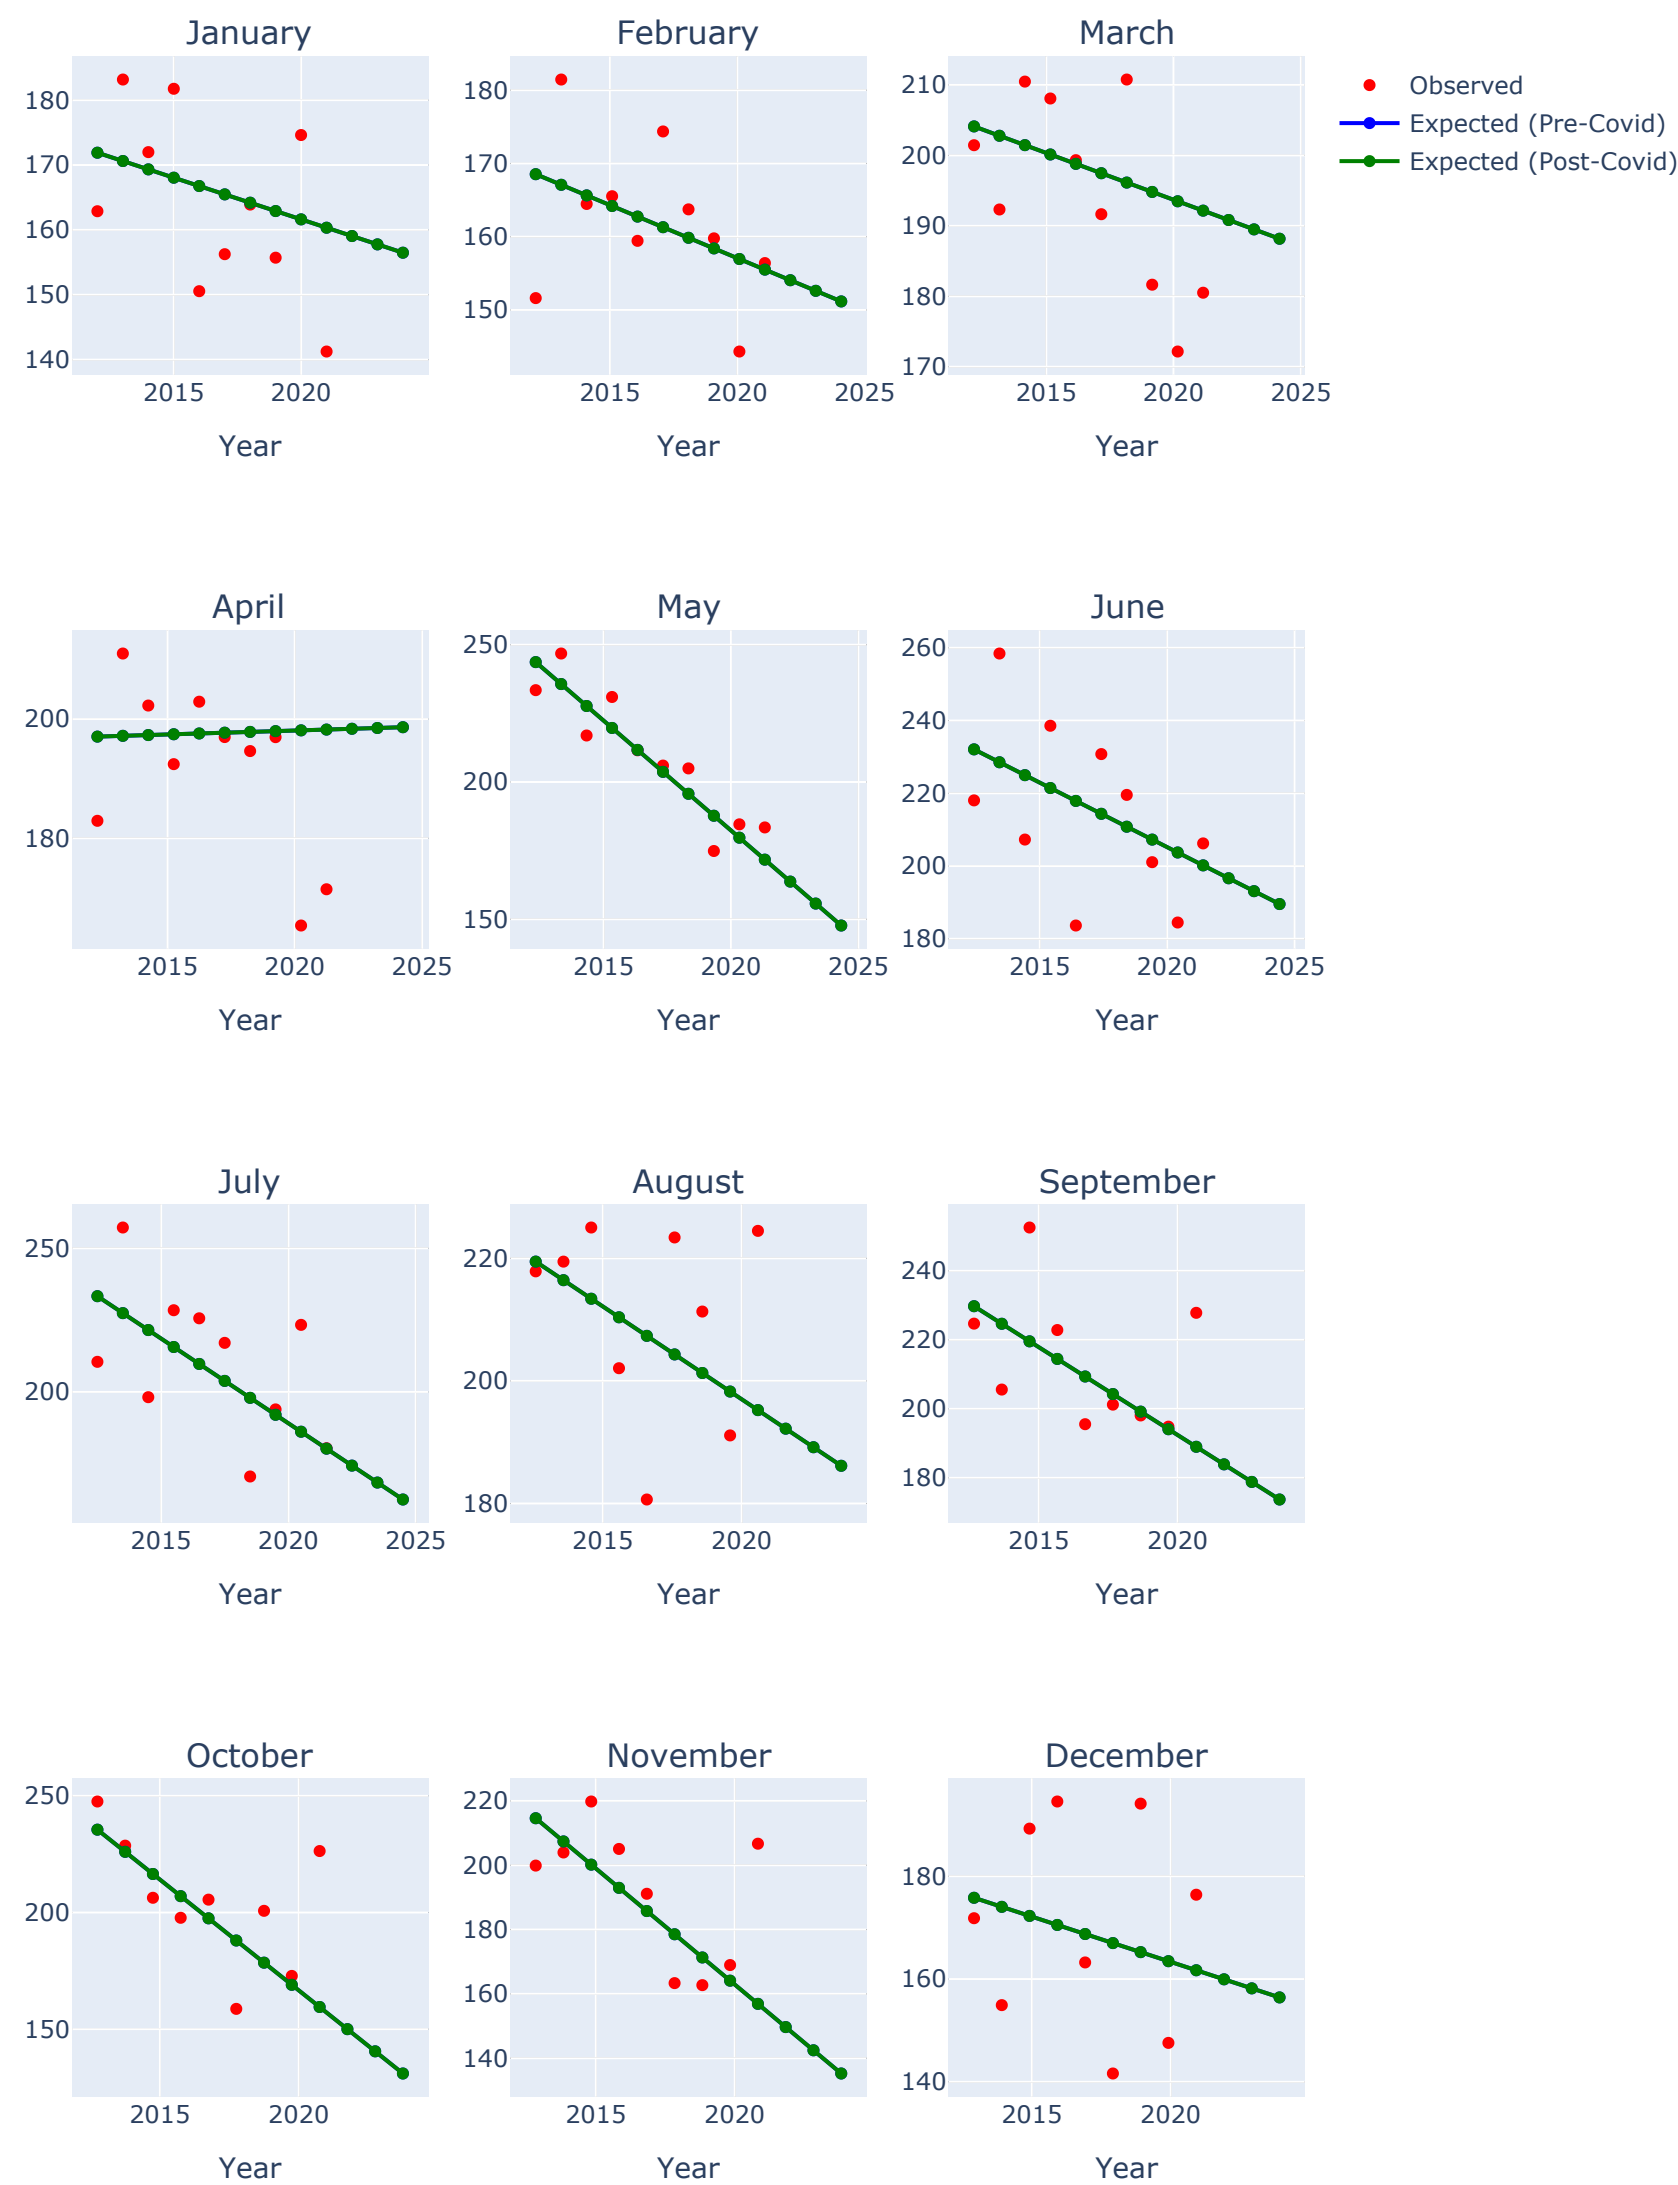 January
February
March
180
170
160
150
140
2015
2020
Year
180
170
160
150
2015
2020
2025
Year
210
200
190
180
170
2015
2020
2025
Year
Observed
Expected (Pre-Covid)
Expected (Post-Covid)
April
May
June
200
180
2015
2020
2025
Year
250
200
150
2015
2020
2025
Year
260
240
220
200
180
2015
2020
2025
Year
July
August
September
250
200
2015
2020
2025
Year
220
200
180
2015
2020
Year
240
220
200
180
2015
2020
Year
October
November
December
250
200
150
2015
2020
Year
220
200
180
160
140
2015
2020
Year
180
160
140
2015
2020
Year